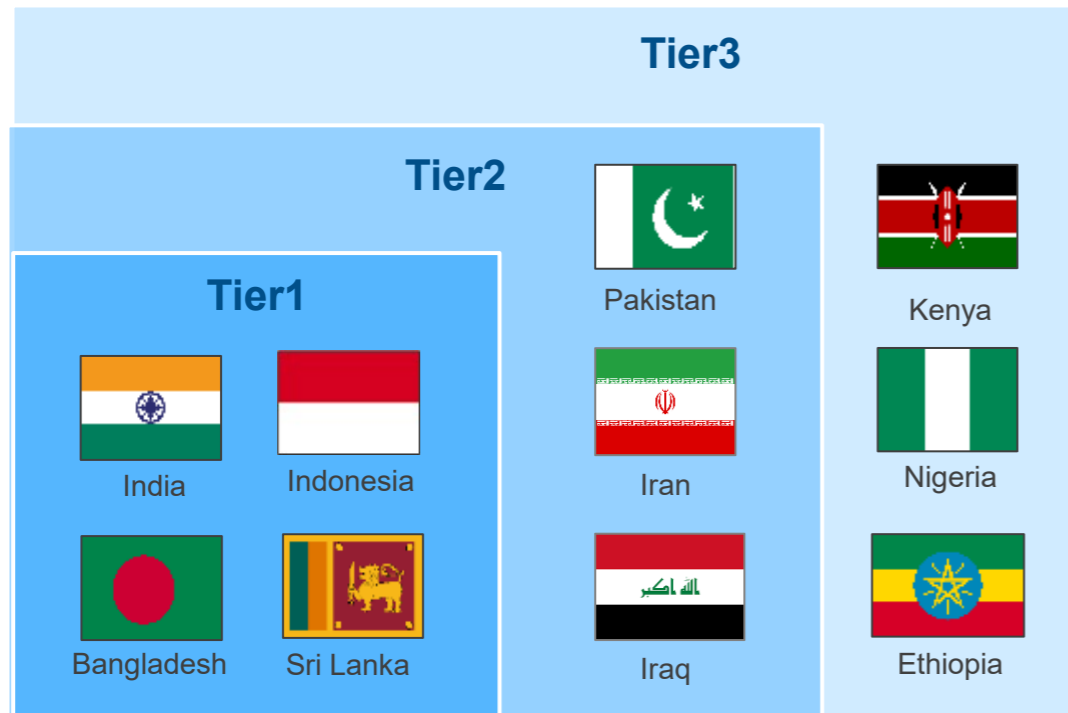 Tier3
Tier2
Pakistan
Kenya
Tier1
India
Indonesia
Iran
Nigeria
Bangladesh
Sri Lanka
الله اكبر
Iraq
Ethiopia